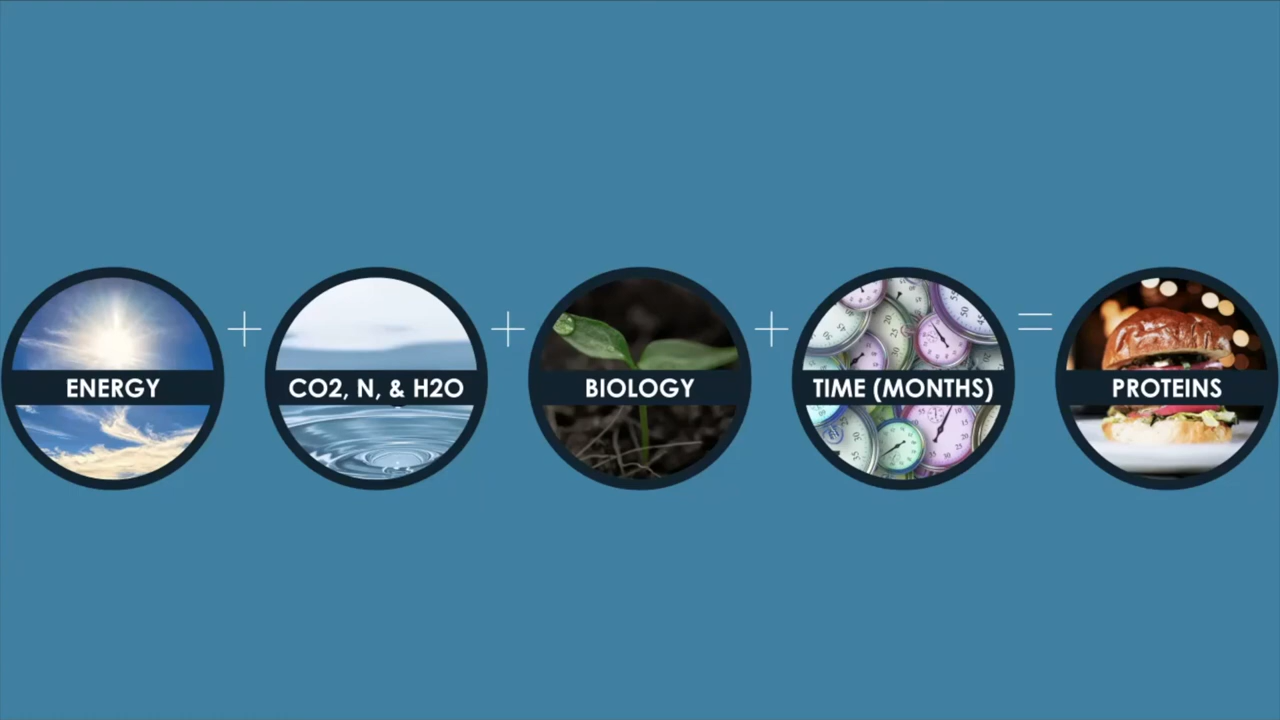 ENERGY
CO2, N, & H2O
BIOLOGY
TIME (MONTHS)
PROTEINS